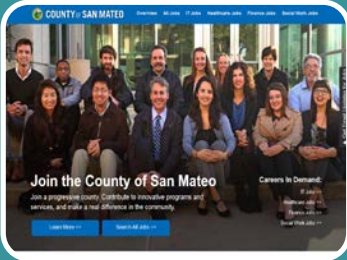 COUNTY OF SAN MATEO
Overview All Jobs IT Jobs Healthcare Jobs Finance Jobs Social Work Jobs
Join the County of San Mateo
Join a progressive county. Contribute to innovative programs and
services, and make a real difference in the community.
Learn More >>
Search All Jobs >>
Careers In Demand:
IT Jobs >>
Healthcare Jobs >>
Finance Jobs >>
Social Work Jobs >>